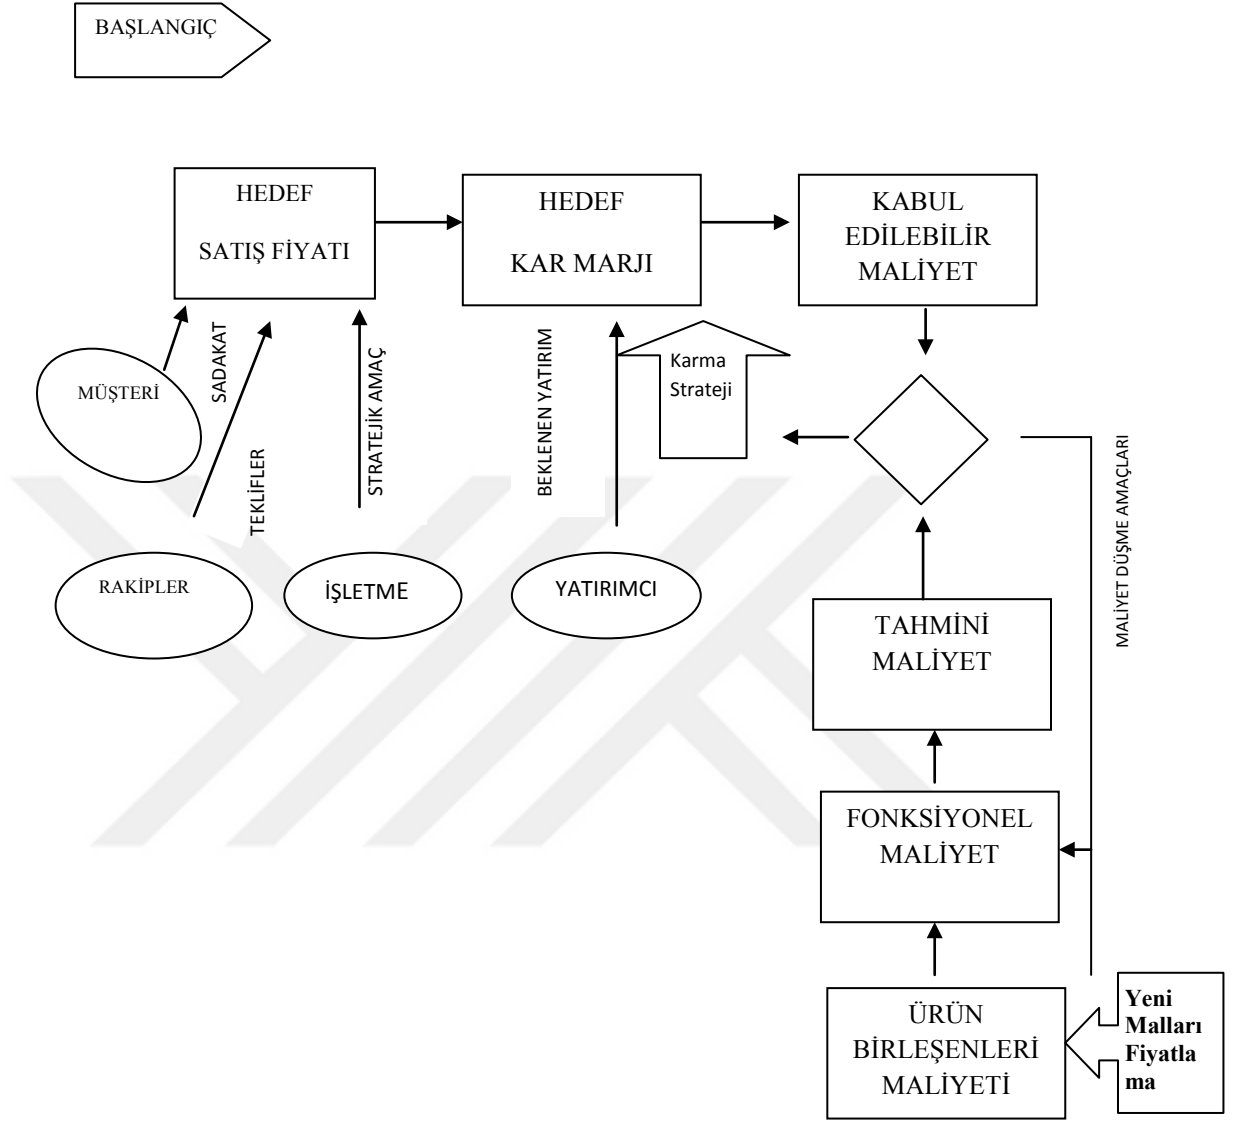 BAŞLANGIÇ
HEDEF
SATIŞ FİYATI
HEDEF
KAR MARJI
KABUL
EDİLEBİLİR
MALİYET
MÜŞTERİ
SADAKAT
TEKLİFLER
STRATEJİK AMAÇ
BEKLENEN YATIRIM
Karma
Strateji
MALİYET DÜŞME AMAÇLARI
RAKİPLER
İŞLETME
YATIRIMCI
TAHMİNİ
MALİYET
FONKSİYONEL
MALİYET
ÜRÜN
BİRLEŞENLERİ
MALİYETİ
Yeni
Malları
Fiyatla
ma